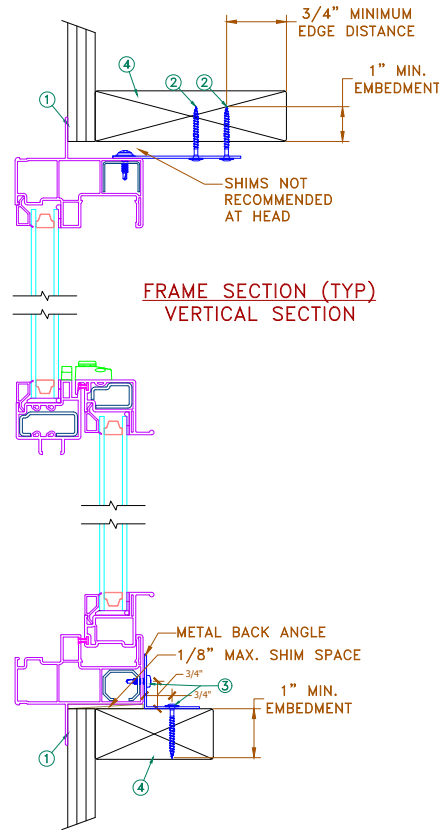 3/4" MINIMUM
EDGE DISTANCE
4
2
2
1" MIN.
EMBEDMENT
1
SHIMS NOT
RECOMMENDED
AT HEAD
FRAME SECTION (TYP)
VERTICAL SECTION
METAL BACK ANGLE
1/8" MAX. SHIM SPACE
3/4"
3
3/4"
1" MIN.
EMBEDMENT
1
4